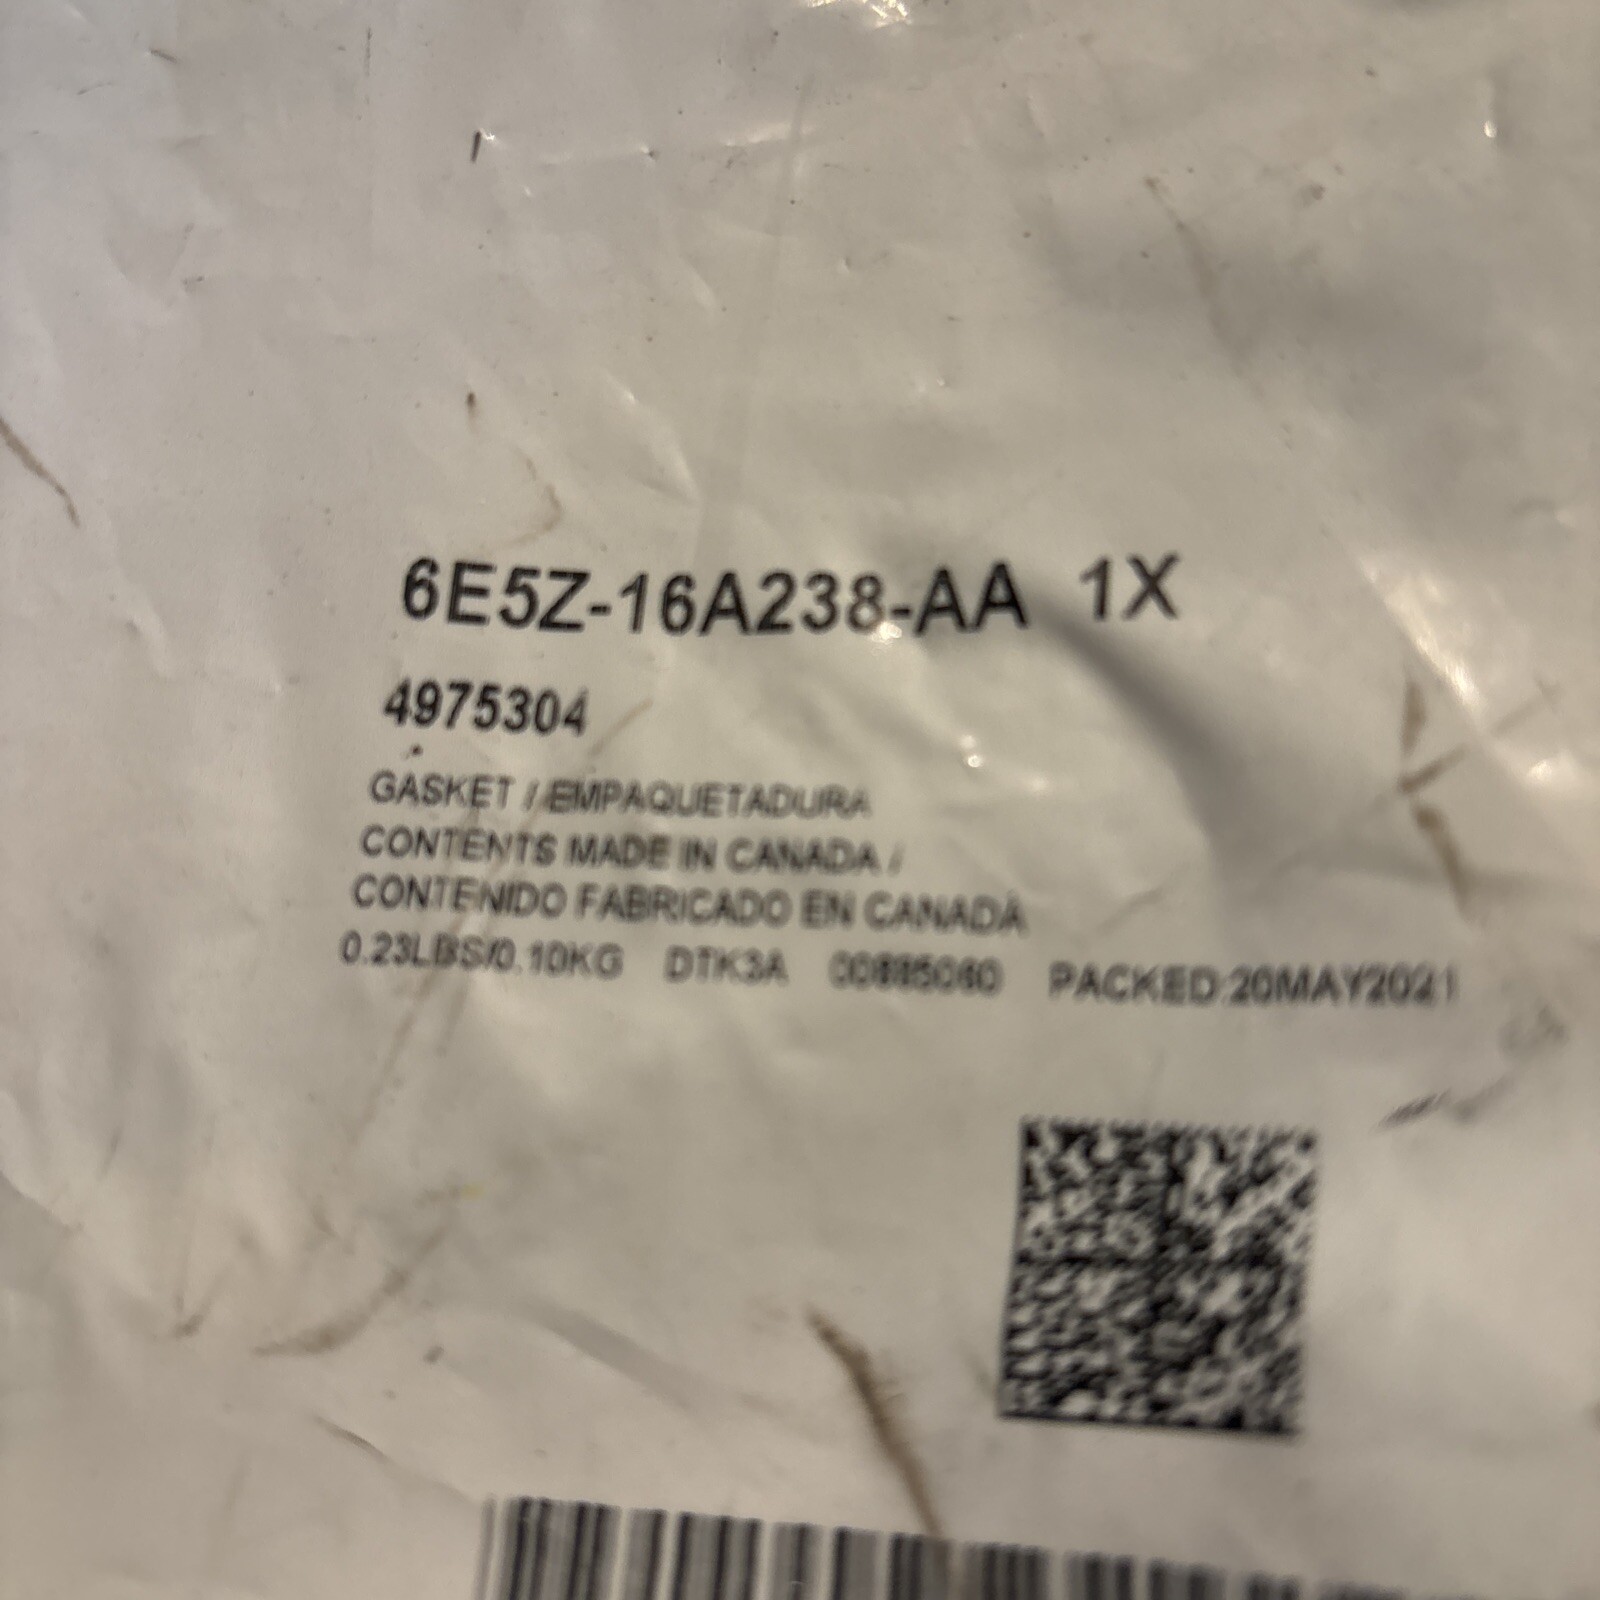 6E5Z-16A238-AA 1X
4975304
GASKET / EMPAQUETADURA
CONTENTS MADE IN CANADA /
CONTENIDO FABRICADO EN CANADA
0.23LBS/0.10KG DTK3A PACKED:20MAY2021